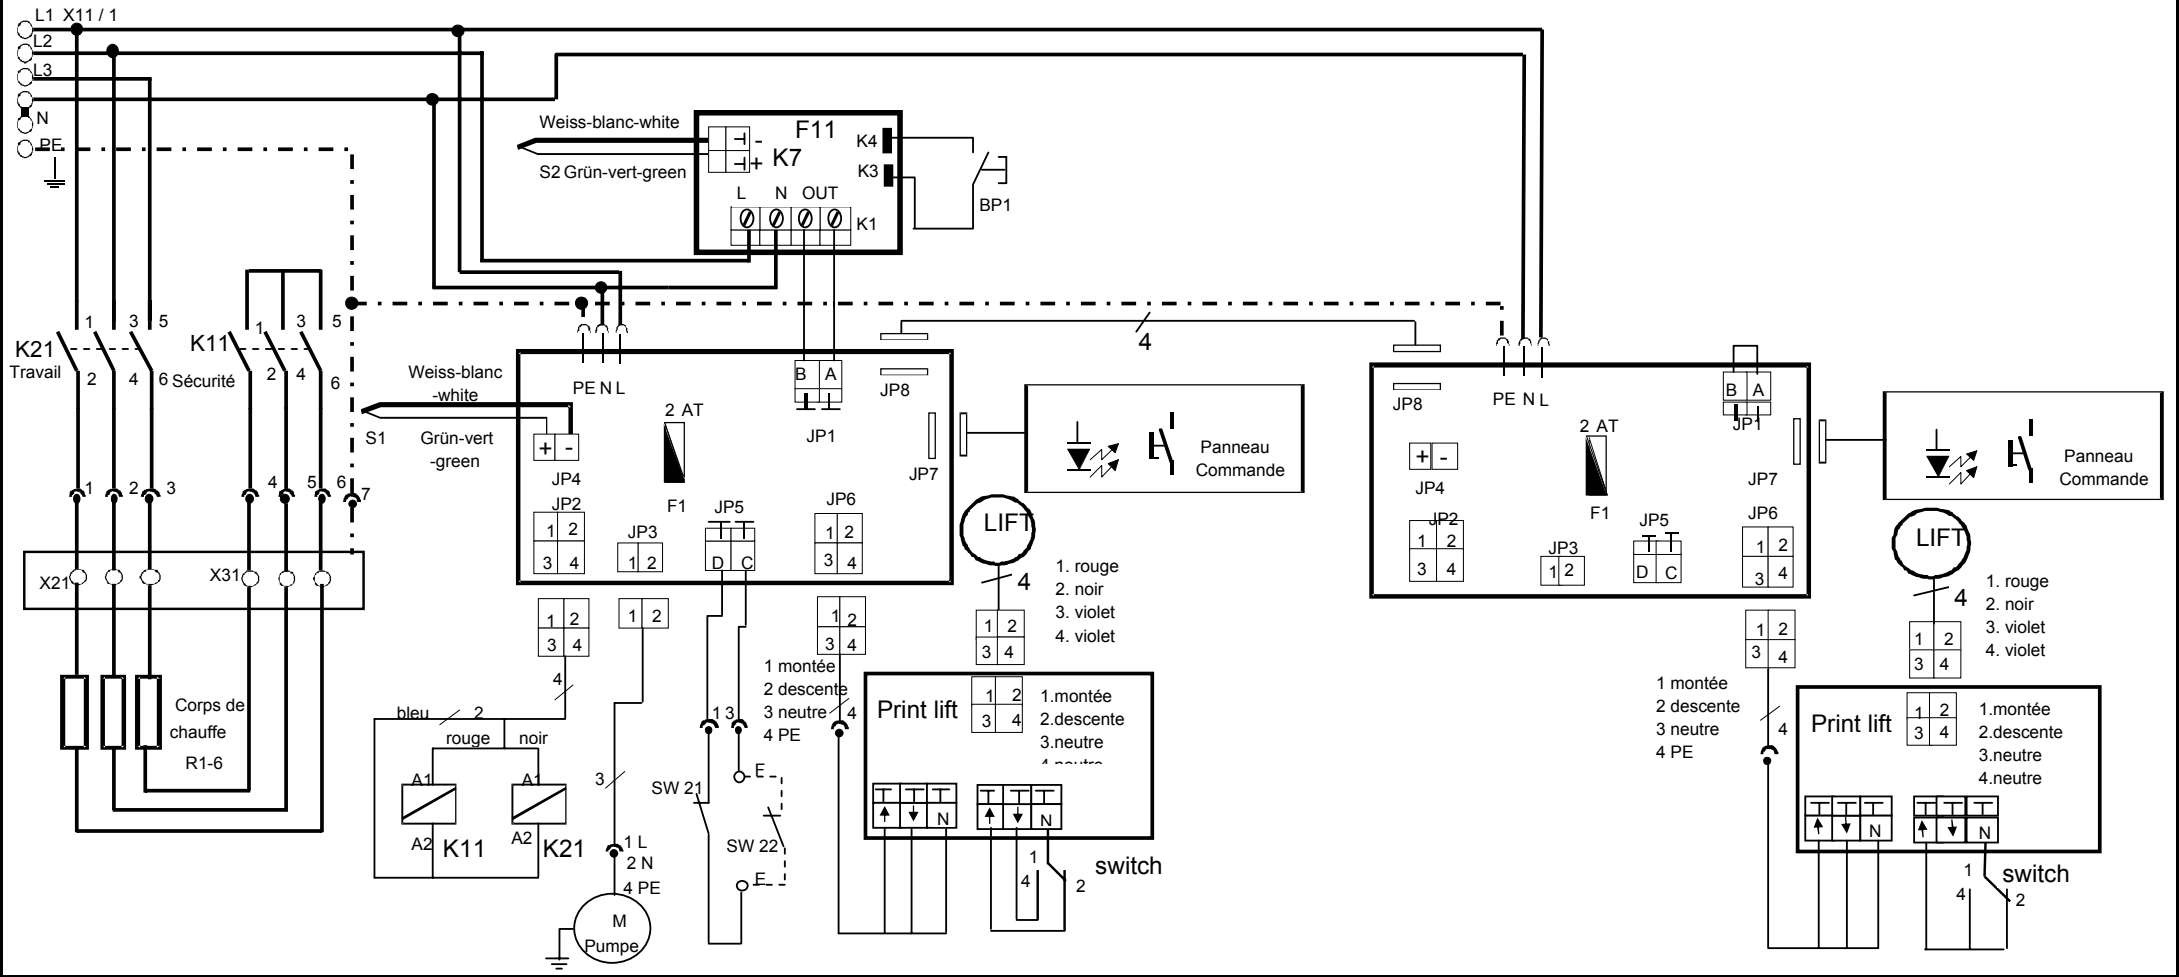 L1 X11 / 1
L2
L3
N
PE
Weiss-blanc-white
S2 Grün-vert-green
F11
K7
-
+
K4
K3
BP1
L N OUT
K1
K21
Travail
1 3 5
2 4 6
K11
Sécurité
1 3 5
2 4 6
1 2 3 4 5 6 7
X21
X31
Corps de
chauffe
R1-6
Weiss-blanc
-white
S1
Grün-vert
-green
PE N L
+ -
JP4
JP2
1 2
3 4
2 AT
F1
JP3
1 2
JP5
D C
B A
JP1
JP8
JP7
JP6
1 2
3 4
4
Panneau
Commande
LIFT
4
1. rouge
2. noir
3. violet
4. violet
1 2
3 4
1 2
3 4
1 2
1 2
3 4
4
bleu 2
rouge noir
A1 A1
A2 K11
A2 K21
3
1 L
2 N
4 PE
M
Pumpe
1 3
SW 21
E
SW 22
E
1 montée
2 descente
3 neutre
4 PE
4
Print lift
1 2
3 4
1.montée
2.descente
3.neutre
4.neutre
N N
1
4
2
switch
JP8
PE N L
B A
JP1
+ -
JP4
JP2
1 2
3 4
2 AT
F1
JP3
1 2
JP5
D C
JP7
JP6
1 2
3 4
Panneau
Commande
LIFT
4
1. rouge
2. noir
3. violet
4. violet
1 2
3 4
1 2
3 4
1 montée
2 descente
3 neutre
4 PE
4
Print lift
1 2
3 4
1.montée
2.descente
3.neutre
4.neutre
N N
1
4
2
switch